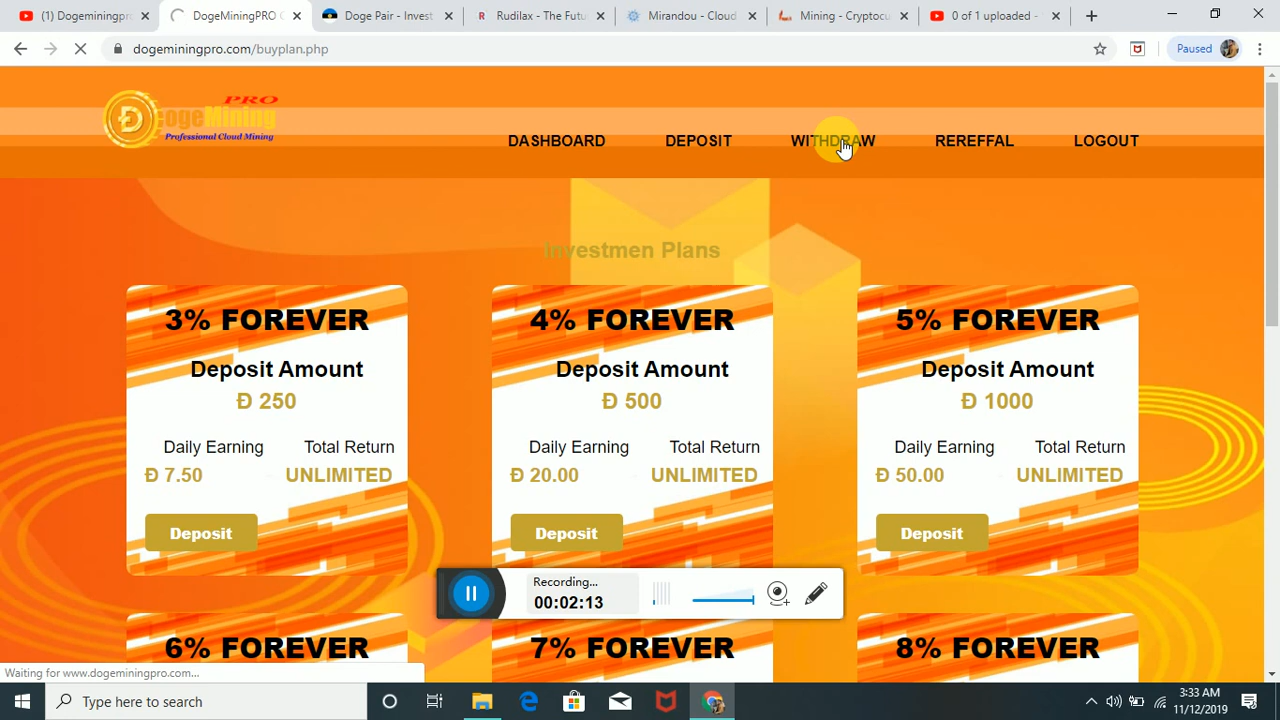 (1) Dogeminingpro
DogeMiningPRO C
Doge Pair - Invest
Rudilax - The Futu
Mirandou - Cloud
Mining - Cryptocu
0 of 1 uploaded -
dogeminingpro.com/buyplan.php
Paused
PRO
DogeMining
Professional Cloud Mining
DASHBOARD DEPOSIT WITHDRAW REREFFAL LOGOUT
Investmen Plans
3% FOREVER
Deposit Amount
Ð 250
Daily Earning Total Return
Ð 7.50 UNLIMITED
Deposit
4% FOREVER
Deposit Amount
Ð 500
Daily Earning Total Return
Ð 20.00 UNLIMITED
Deposit
5% FOREVER
Deposit Amount
Ð 1000
Daily Earning Total Return
Ð 50.00 UNLIMITED
Deposit
Recording...
00:02:13
6% FOREVER
7% FOREVER
8% FOREVER
Waiting for www.dogeminingpro.com...
Type here to search
3:33 AM
11/12/2019